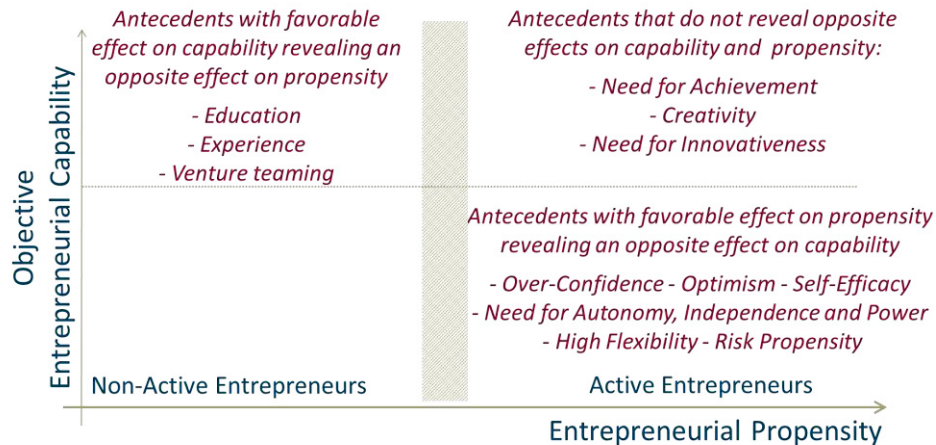 Antecedents with favorable
effect on capability revealing an
opposite effect on propensity
- Education
- Experience
- Venture teaming
Antecedents that do not reveal opposite
effects on capability and propensity:
- Need for Achievement
- Creativity
- Need for Innovativeness
Antecedents with favorable effect on propensity
revealing an opposite effect on capability
- Over-Confidence - Optimism - Self-Efficacy
- Need for Autonomy, Independence and Power
- High Flexibility - Risk Propensity
Objective
Entrepreneurial Capability
Non-Active Entrepreneurs
Active Entrepreneurs
Entrepreneurial Propensity